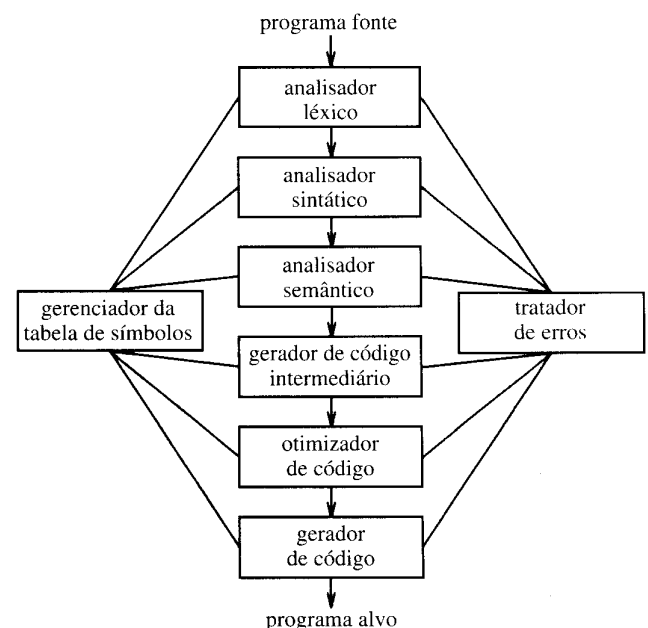 programa fonte
analisador
léxico
analisador
sintático
analisador
semântico
gerenciador da
tabela de símbolos
tratador
de erros
gerador de código
intermediário
otimizador
de código
gerador
de código
programa alvo